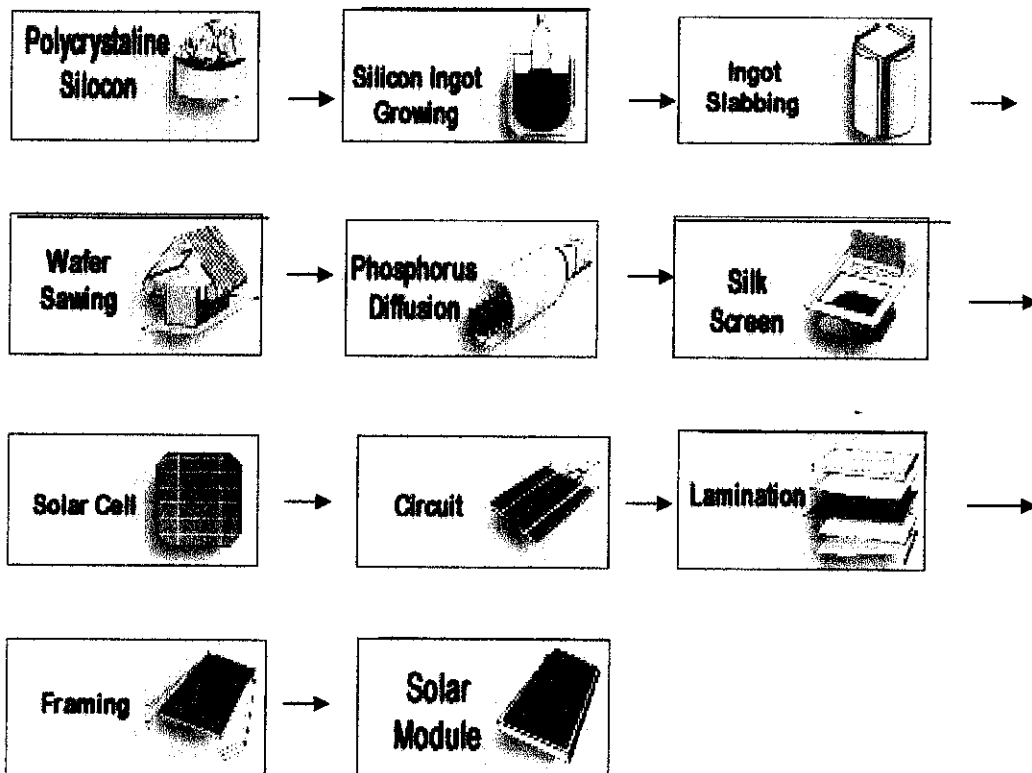 Polycrystaline
Silocon
Silicon Ingot
Growing
Ingot
Slabbing
Wafer
Sawing
Phosphorus
Diffusion
Silk
Screen
Solar Cell
Circuit
Lamination
Framing
Solar
Module